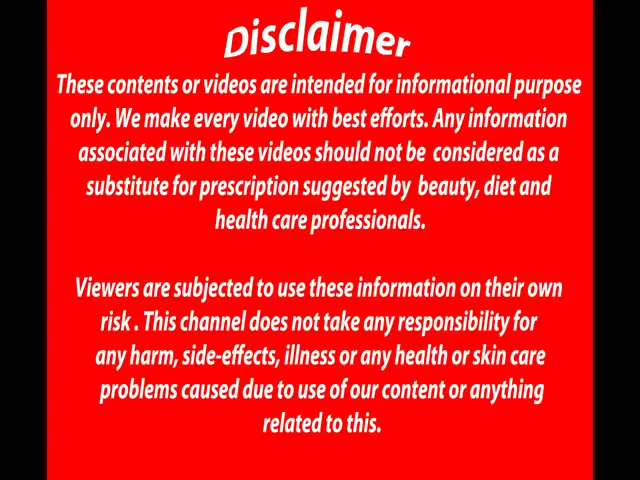 Disclaimer
These contents or videos are intended for informational purpose
only. We make every video with best efforts. Any information
associated with these videos should not be considered as a
substitute for prescription suggested by beauty, diet and
health care professionals.
Viewers are subjected to use these information on their own
risk . This channel does not take any responsibility for
any harm, side-effects, illness or any health or skin care
problems caused due to use of our content or anything
related to this.